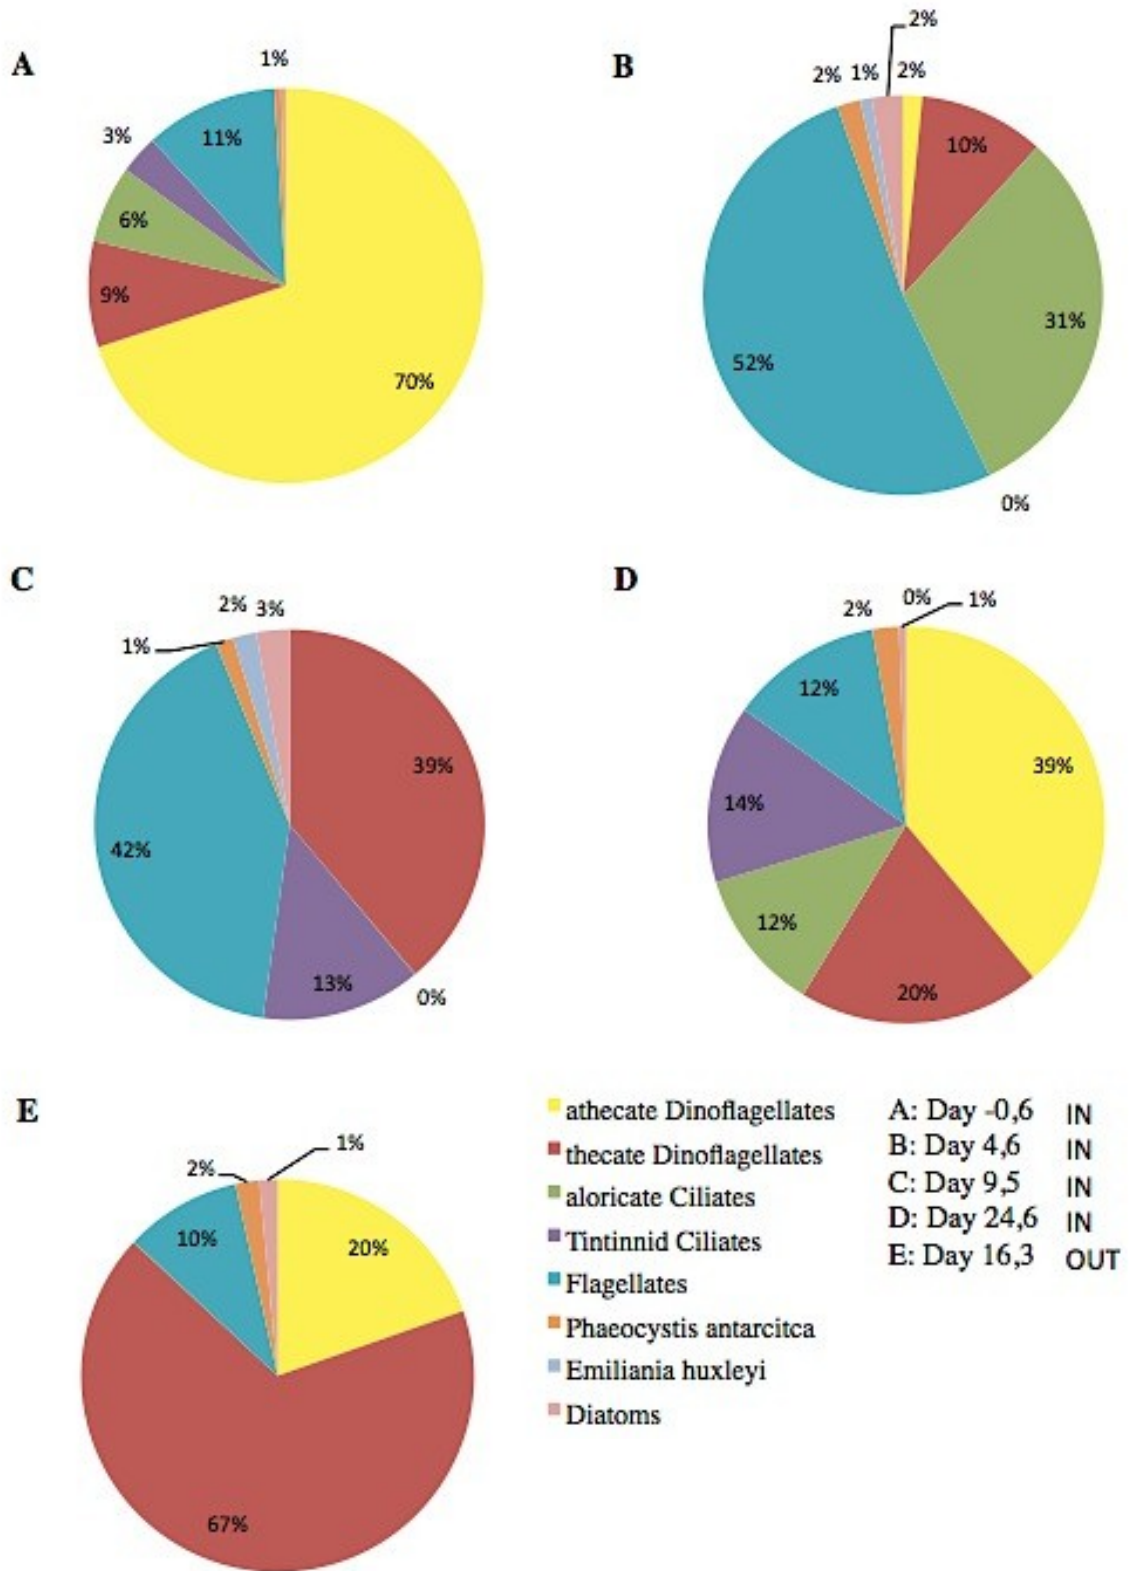 A
1%
3%
11%
6%
9%
70%
B
2%
2% 1% 2%
10%
31%
52%
0%
C
2% 3%
1%
39%
42%
13%
0%
D
2% 0% 1%
12%
39%
14%
12%
20%
E
1%
2%
10%
20%
67%
athecate Dinoflagellates
thecate Dinoflagellates
aloricate Ciliates
Tintinnid Ciliates
Flagellates
Phaeocystis antarcitca
Emiliania huxleyi
Diatoms
A: Day -0,6 IN
B: Day 4,6 IN
C: Day 9,5 IN
D: Day 24,6 IN
E: Day 16,3 OUT